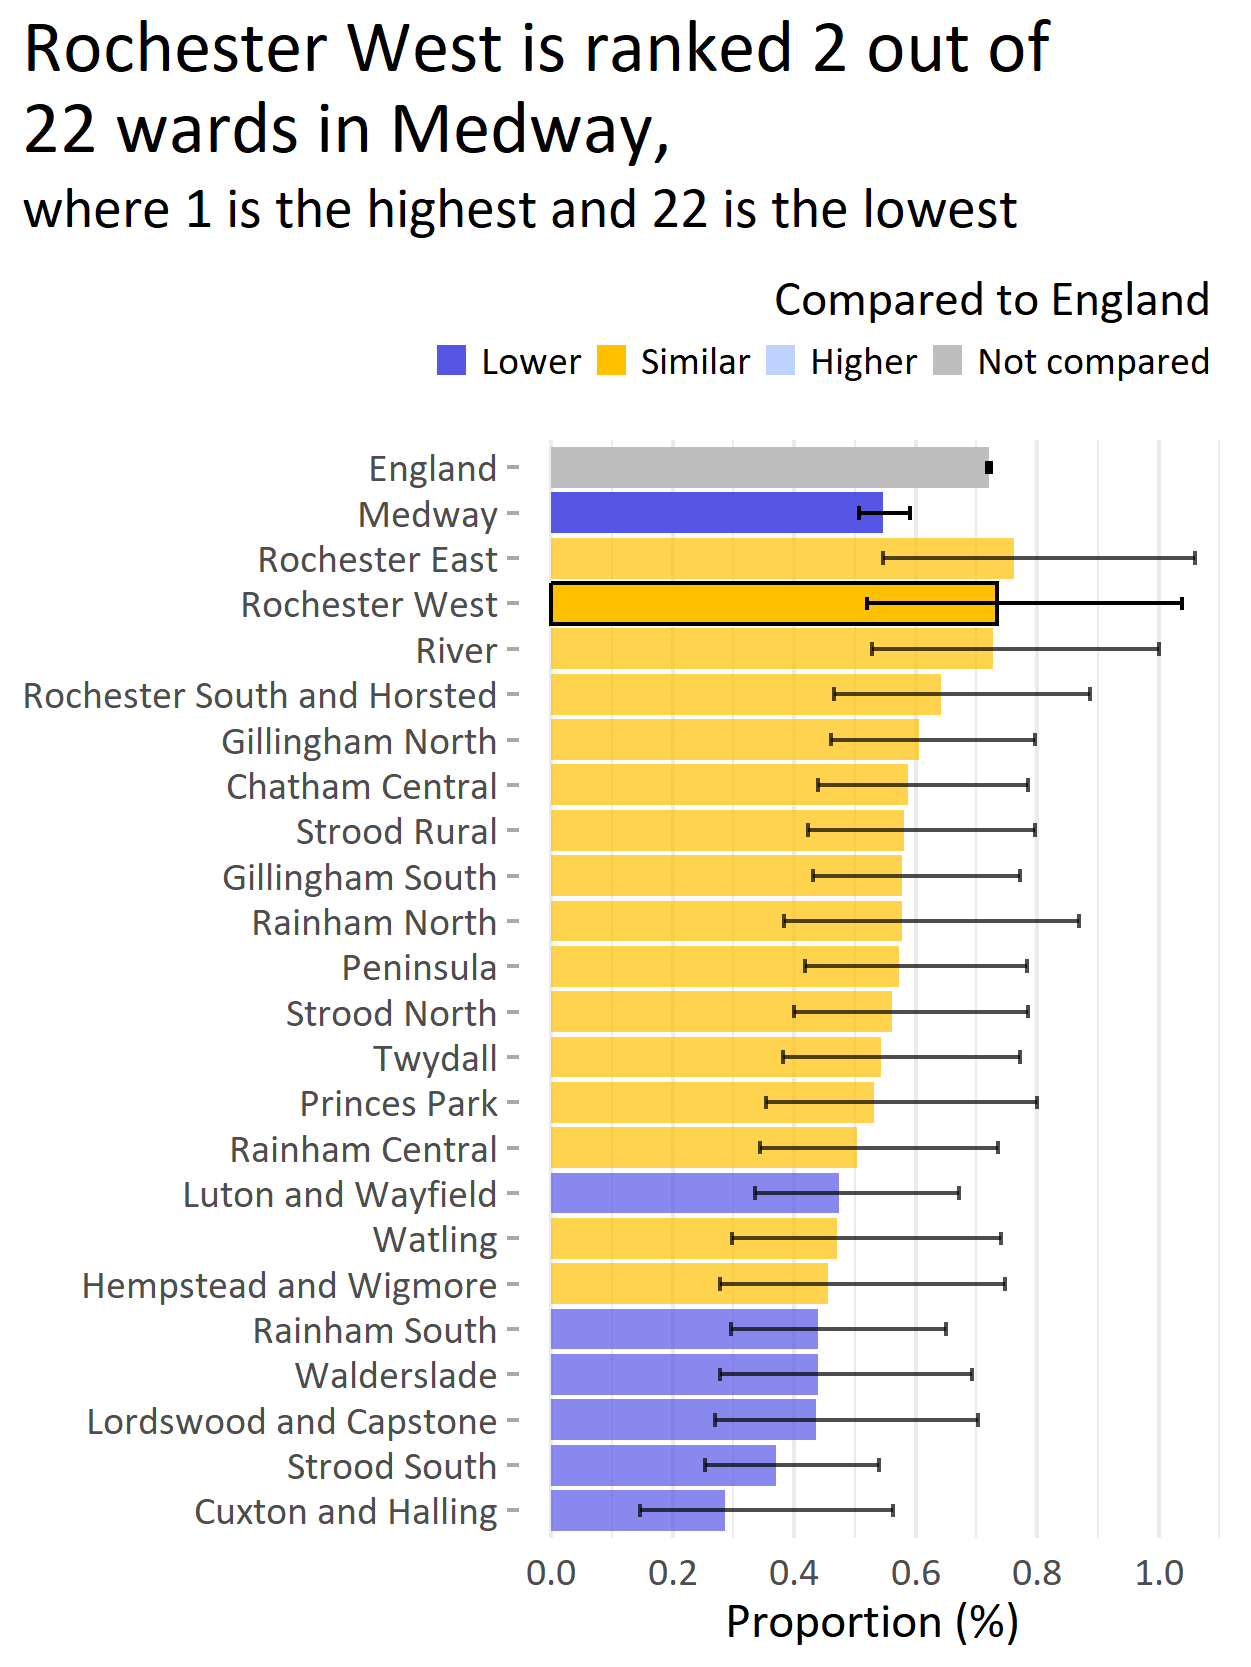 Rochester West is ranked 2 out of
22 wards in Medway,
where 1 is the highest and 22 is the lowest
Compared to England
Lower Similar Higher Not compared
England
Medway
Rochester East
Rochester West
River
Rochester South and Horsted
Gillingham North
Chatham Central
Strood Rural
Gillingham South
Rainham North
Peninsula
Strood North
Twydall
Princes Park
Rainham Central
Luton and Wayfield
Watling
Hempstead and Wigmore
Rainham South
Walderslade
Lordswood and Capstone
Strood South
Cuxton and Halling
0.0 0.2 0.4 0.6 0.8 1.0
Proportion (%)